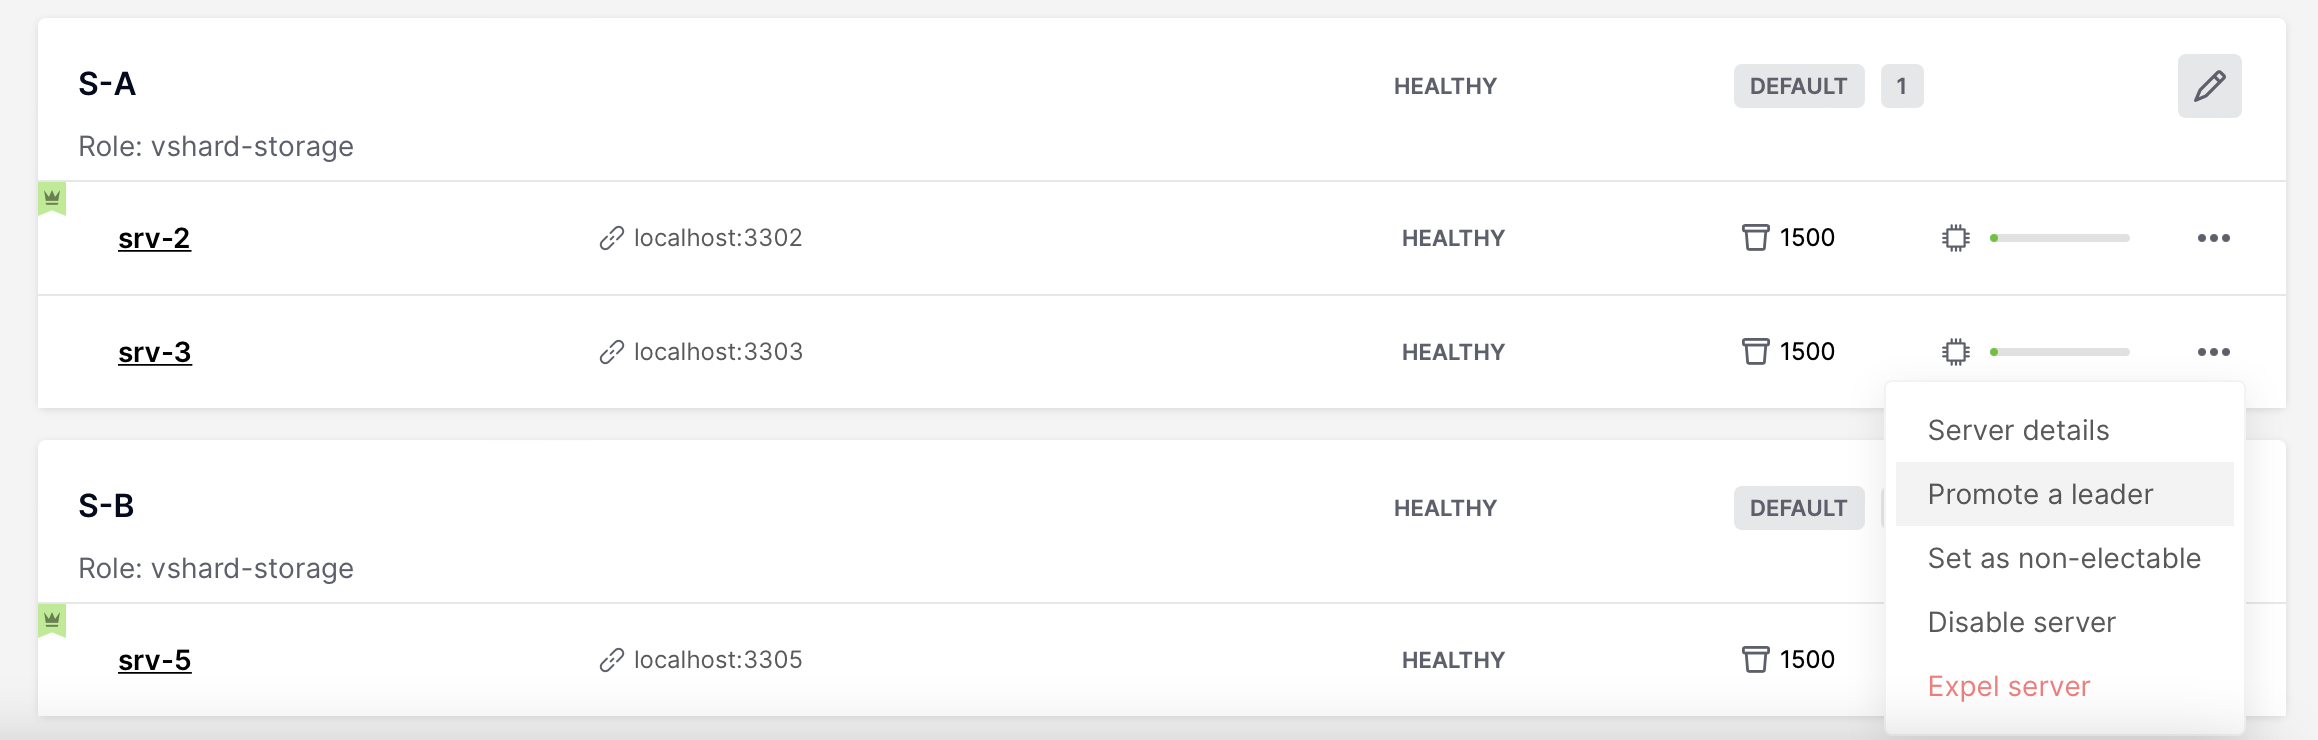 S-A HEALTHY DEFAULT 1
Role: vshard-storage
srv-2 localhost:3302 HEALTHY 1500
srv-3 localhost:3303 HEALTHY 1500
Server details
Promote a leader
Set as non-electable
Disable server
Expel server
S-B HEALTHY DEFAULT
Role: vshard-storage
srv-5 localhost:3305 HEALTHY 1500